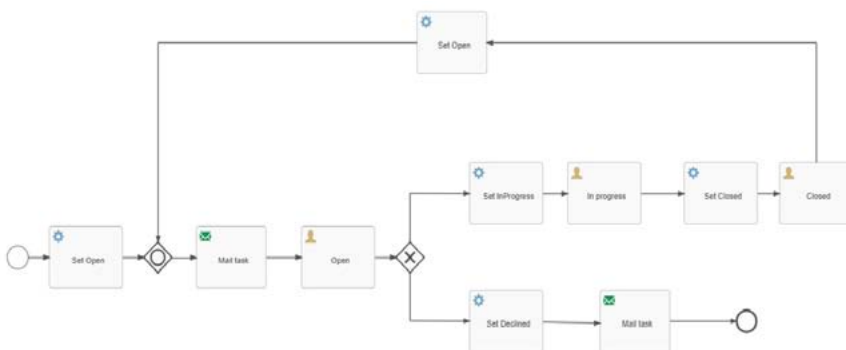 Set Open
Set InProgress
In progress
Set Closed
Closed
Set Open
Mail task
Open
Set Declined
Mail task